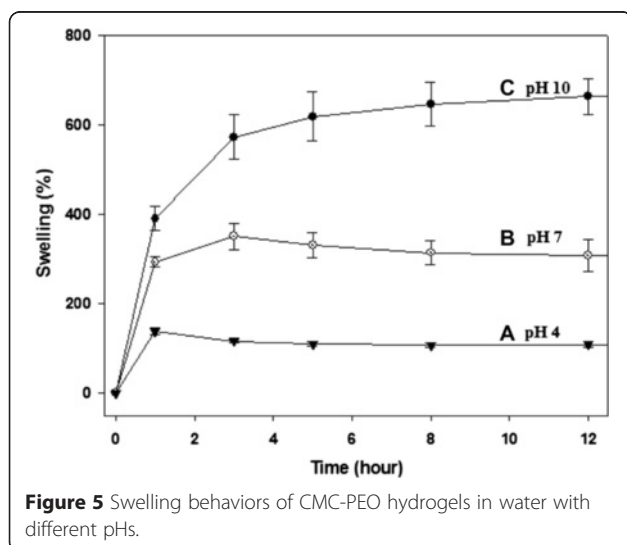 800
600
400
200
0
Swelling (%)
C pH 10
B pH 7
A pH 4
0 2 4 6 8 10 12
Time (hour)
Figure 5 Swelling behaviors of CMC-PEO hydrogels in water with
different pHs.